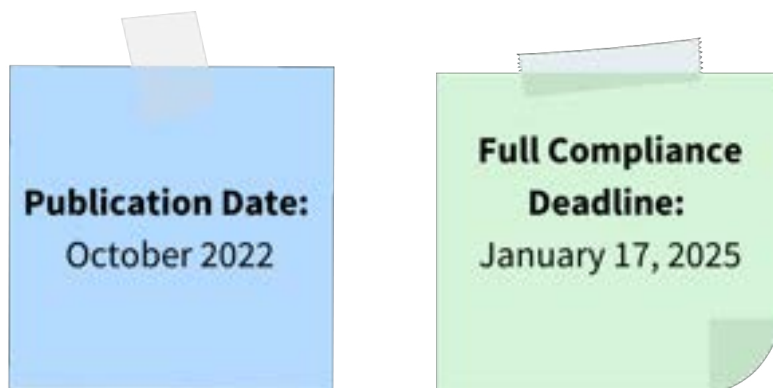 Publication Date:
October 2022
Full Compliance
Deadline:
January 17, 2025